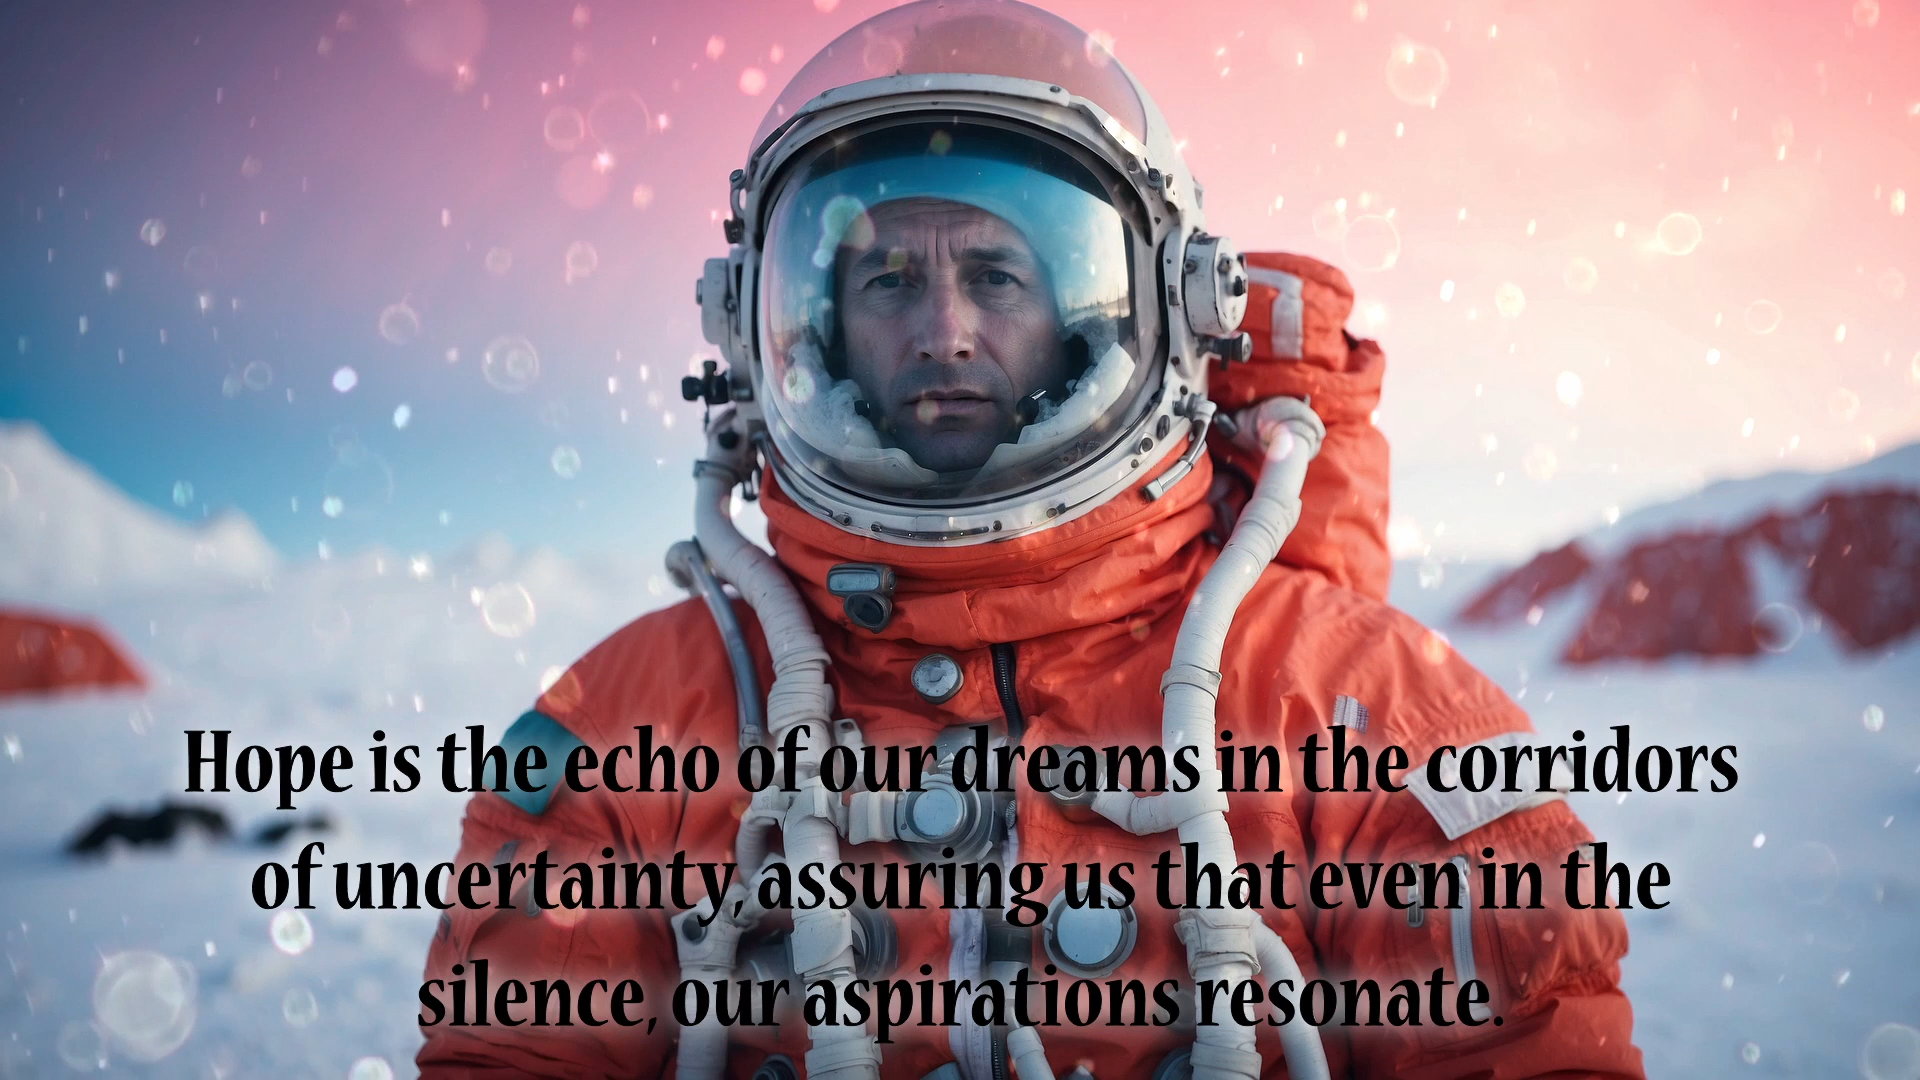 Hope is the echo of our dreams in the corridors
of uncertainty, assuring us that even in the
silence, our aspirations resonate.